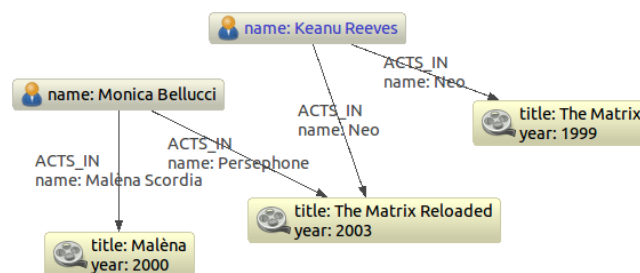 name: Keanu Reeves
ACTS_IN
name: Neo
name: Monica Bellucci
title: The Matrix
year: 1999
ACTS_IN
name: Neo
ACTS_IN
name: Persephone
ACTS_IN
name: Malèna Scordia
title: The Matrix Reloaded
year: 2003
title: Malèna
year: 2000